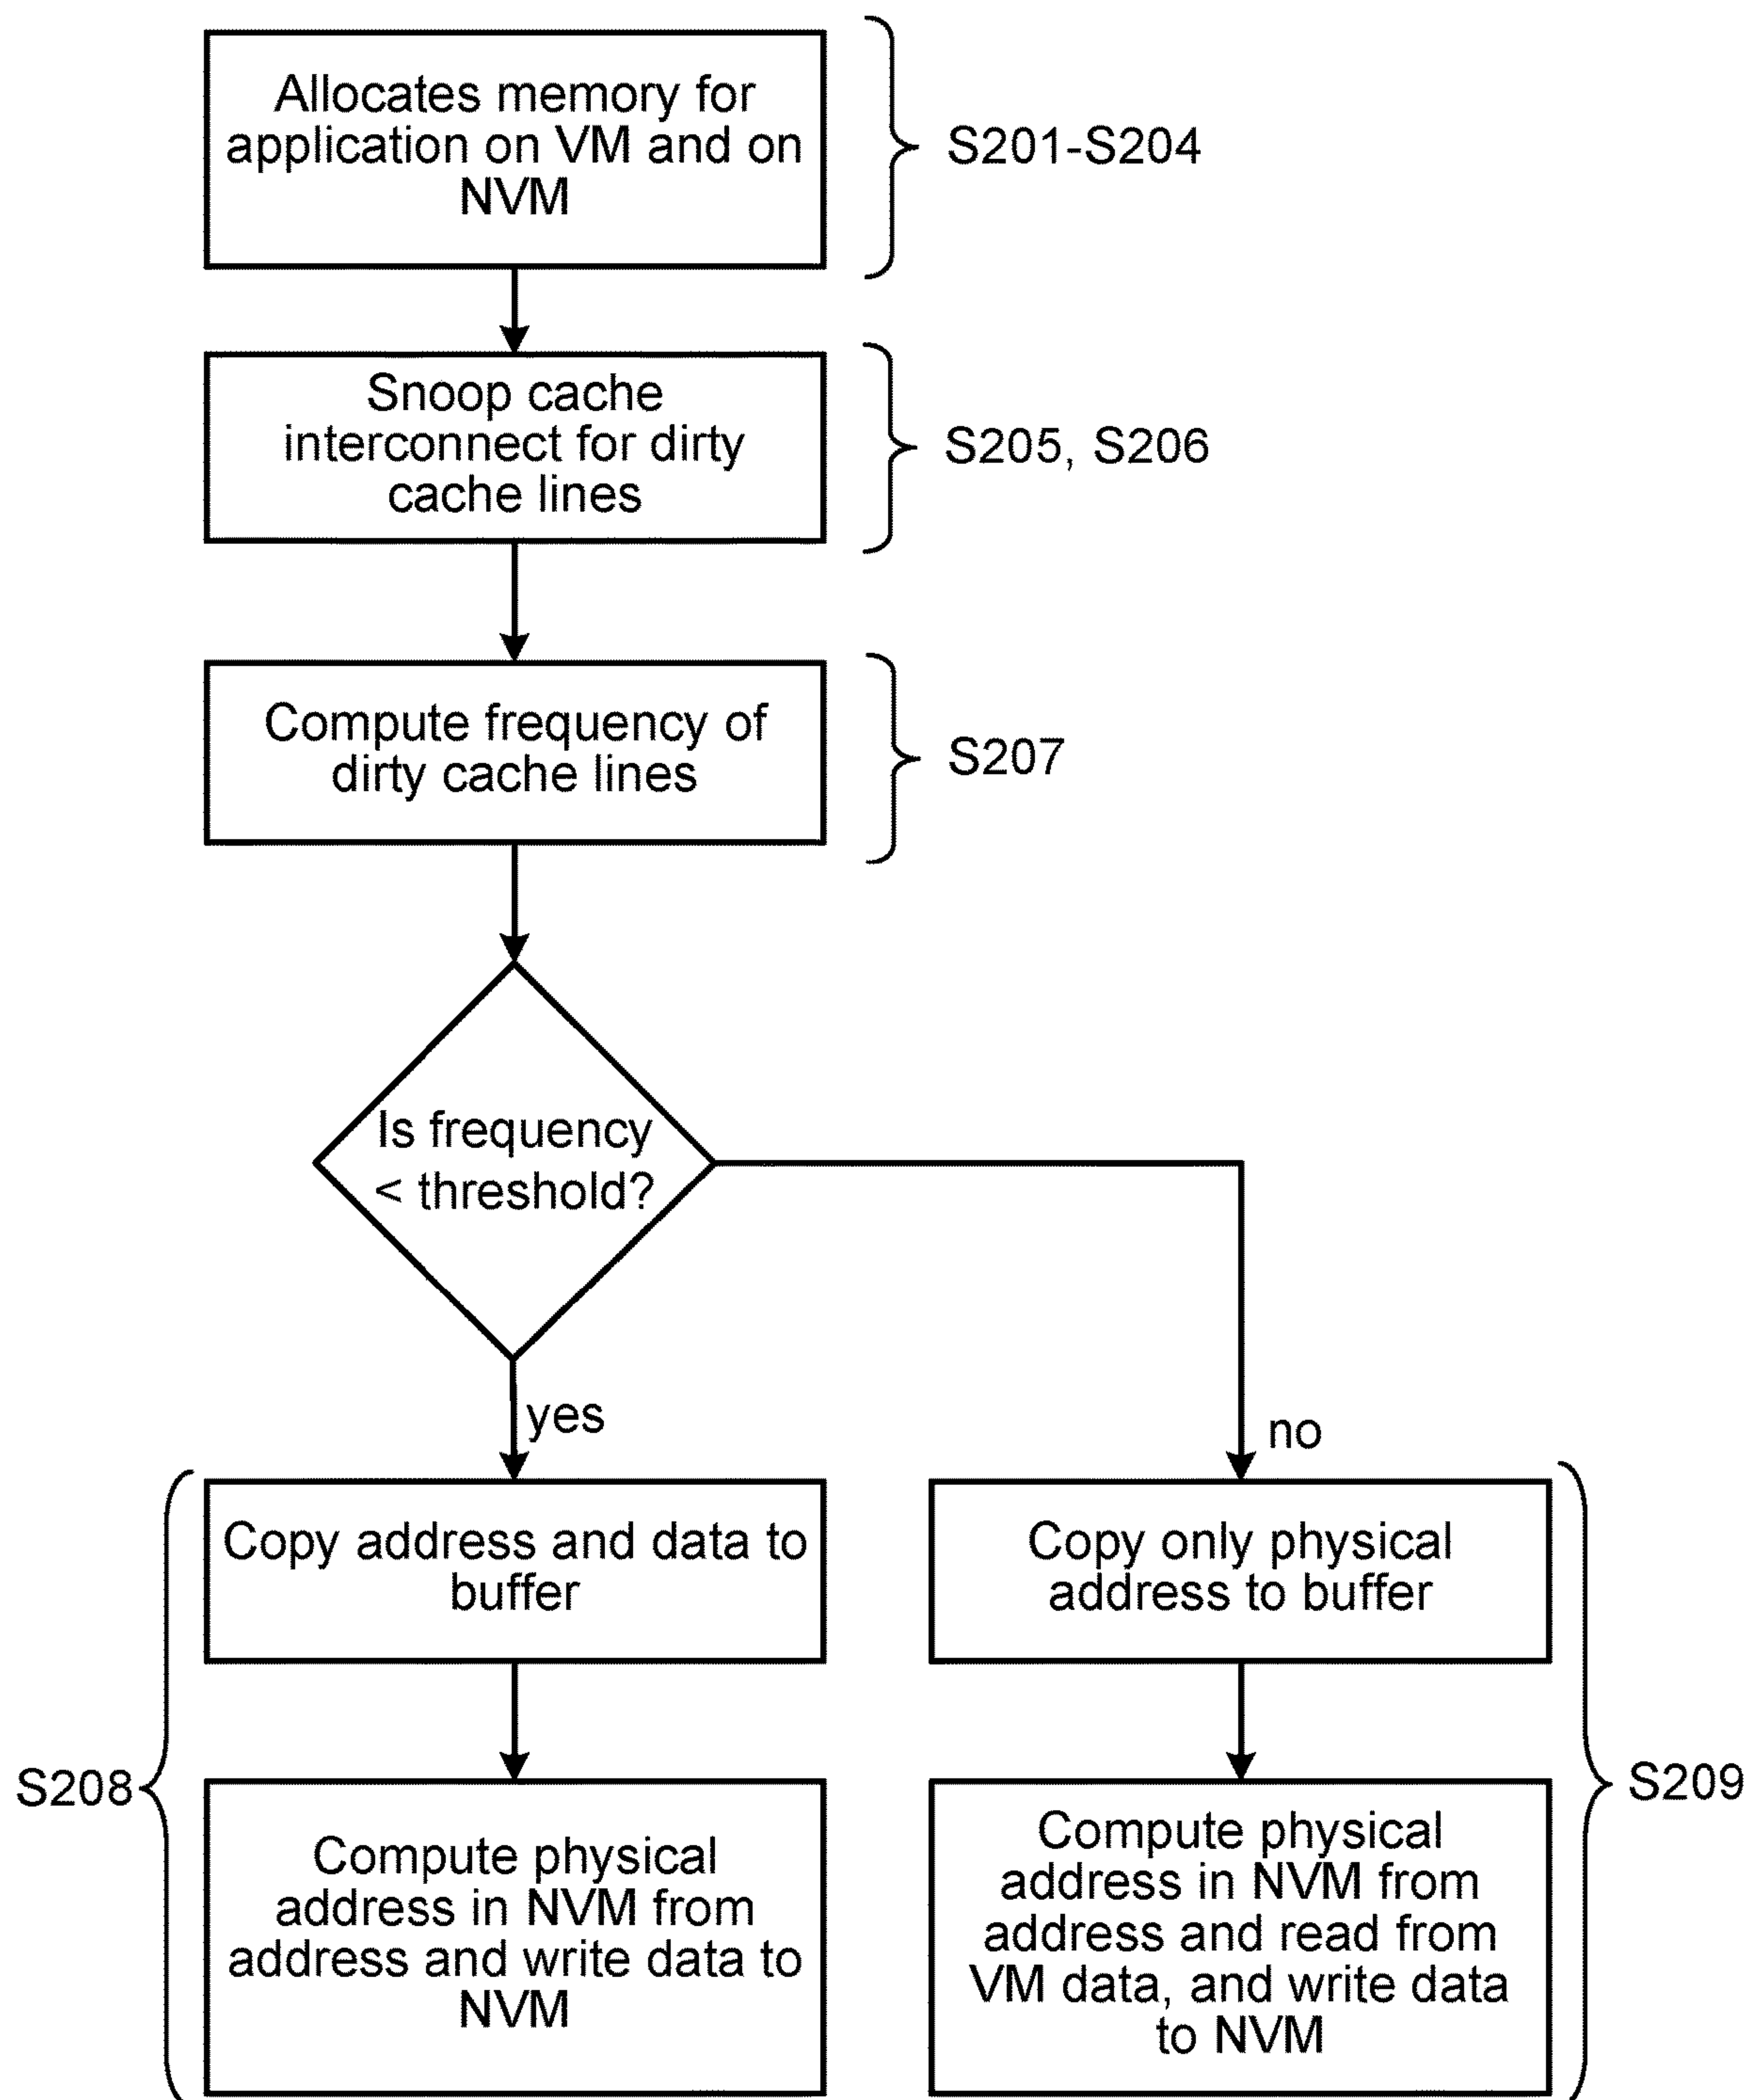 Allocates memory for
application on VM and on
NVM
S201-S204
Snoop cache
interconnect for dirty
cache lines
S205, S206
Compute frequency of
dirty cache lines
S207
Is frequency
< threshold?
yes
no
Copy address and data to
buffer
Copy only physical
address to buffer
S208
Compute physical
address in NVM from
address and write data to
NVM
Compute physical
address in NVM from
address and read from
VM data, and write data
to NVM
S209